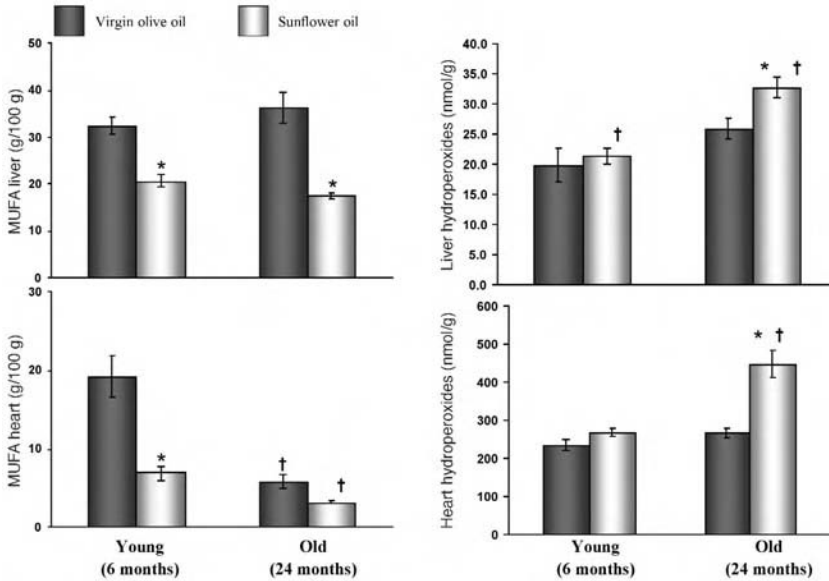 Virgin olive oil
Sunflower oil
MUFA liver (g/100 g)
50
40
30
20
10
0
*
*
Liver hydroperoxides (nmol/g)
40.0
35.0
30.0
25.0
20.0
15.0
10.0
5.0
0.0
†
* †
MUFA heart (g/100 g)
30
20
10
0
*
†
†
Young
(6 months)
Old
(24 months)
Heart hydroperoxides (nmol/g)
600
500
400
300
200
100
0
* †
Young
(6 months)
Old
(24 months)